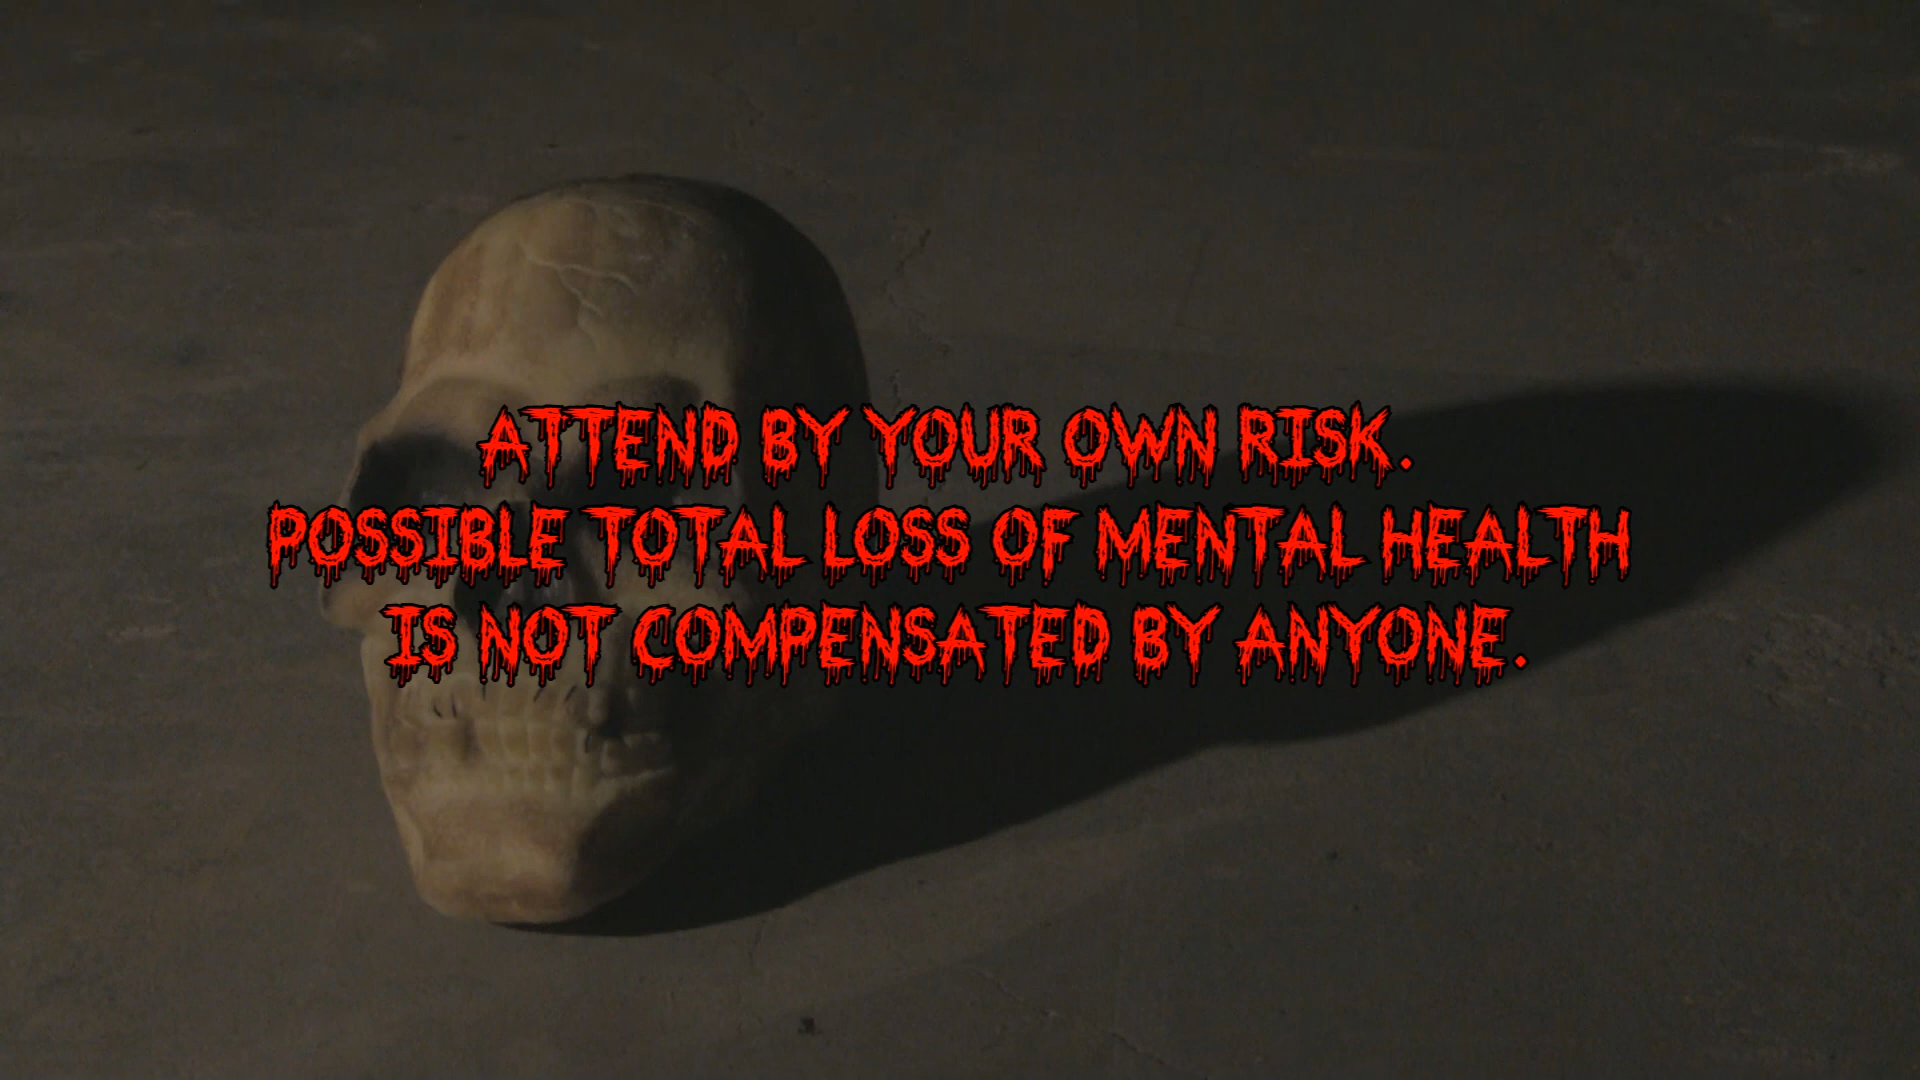 ATTEND BY YOUR OWN RISK.
POSSIBLE TOTAL LOSS OF MENTAL HEALTH
IS NOT COMPENSATED BY ANYONE.